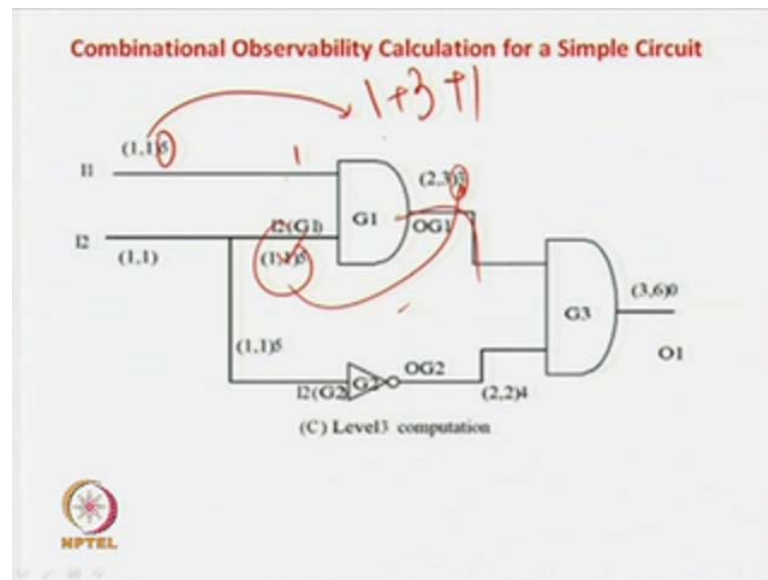 Combinational Observability Calculation for a Simple Circuit
1+3+1
(1,1)5
1
I1
(2,3)3
I2(G1)
G1
OG1
I2
(1,1)
(1,1)5
G3
(3,6)0
O1
(1,1)5
OG2
I2(G2)
G2
(2,2)4
(C) Level3 computation
NPTEL